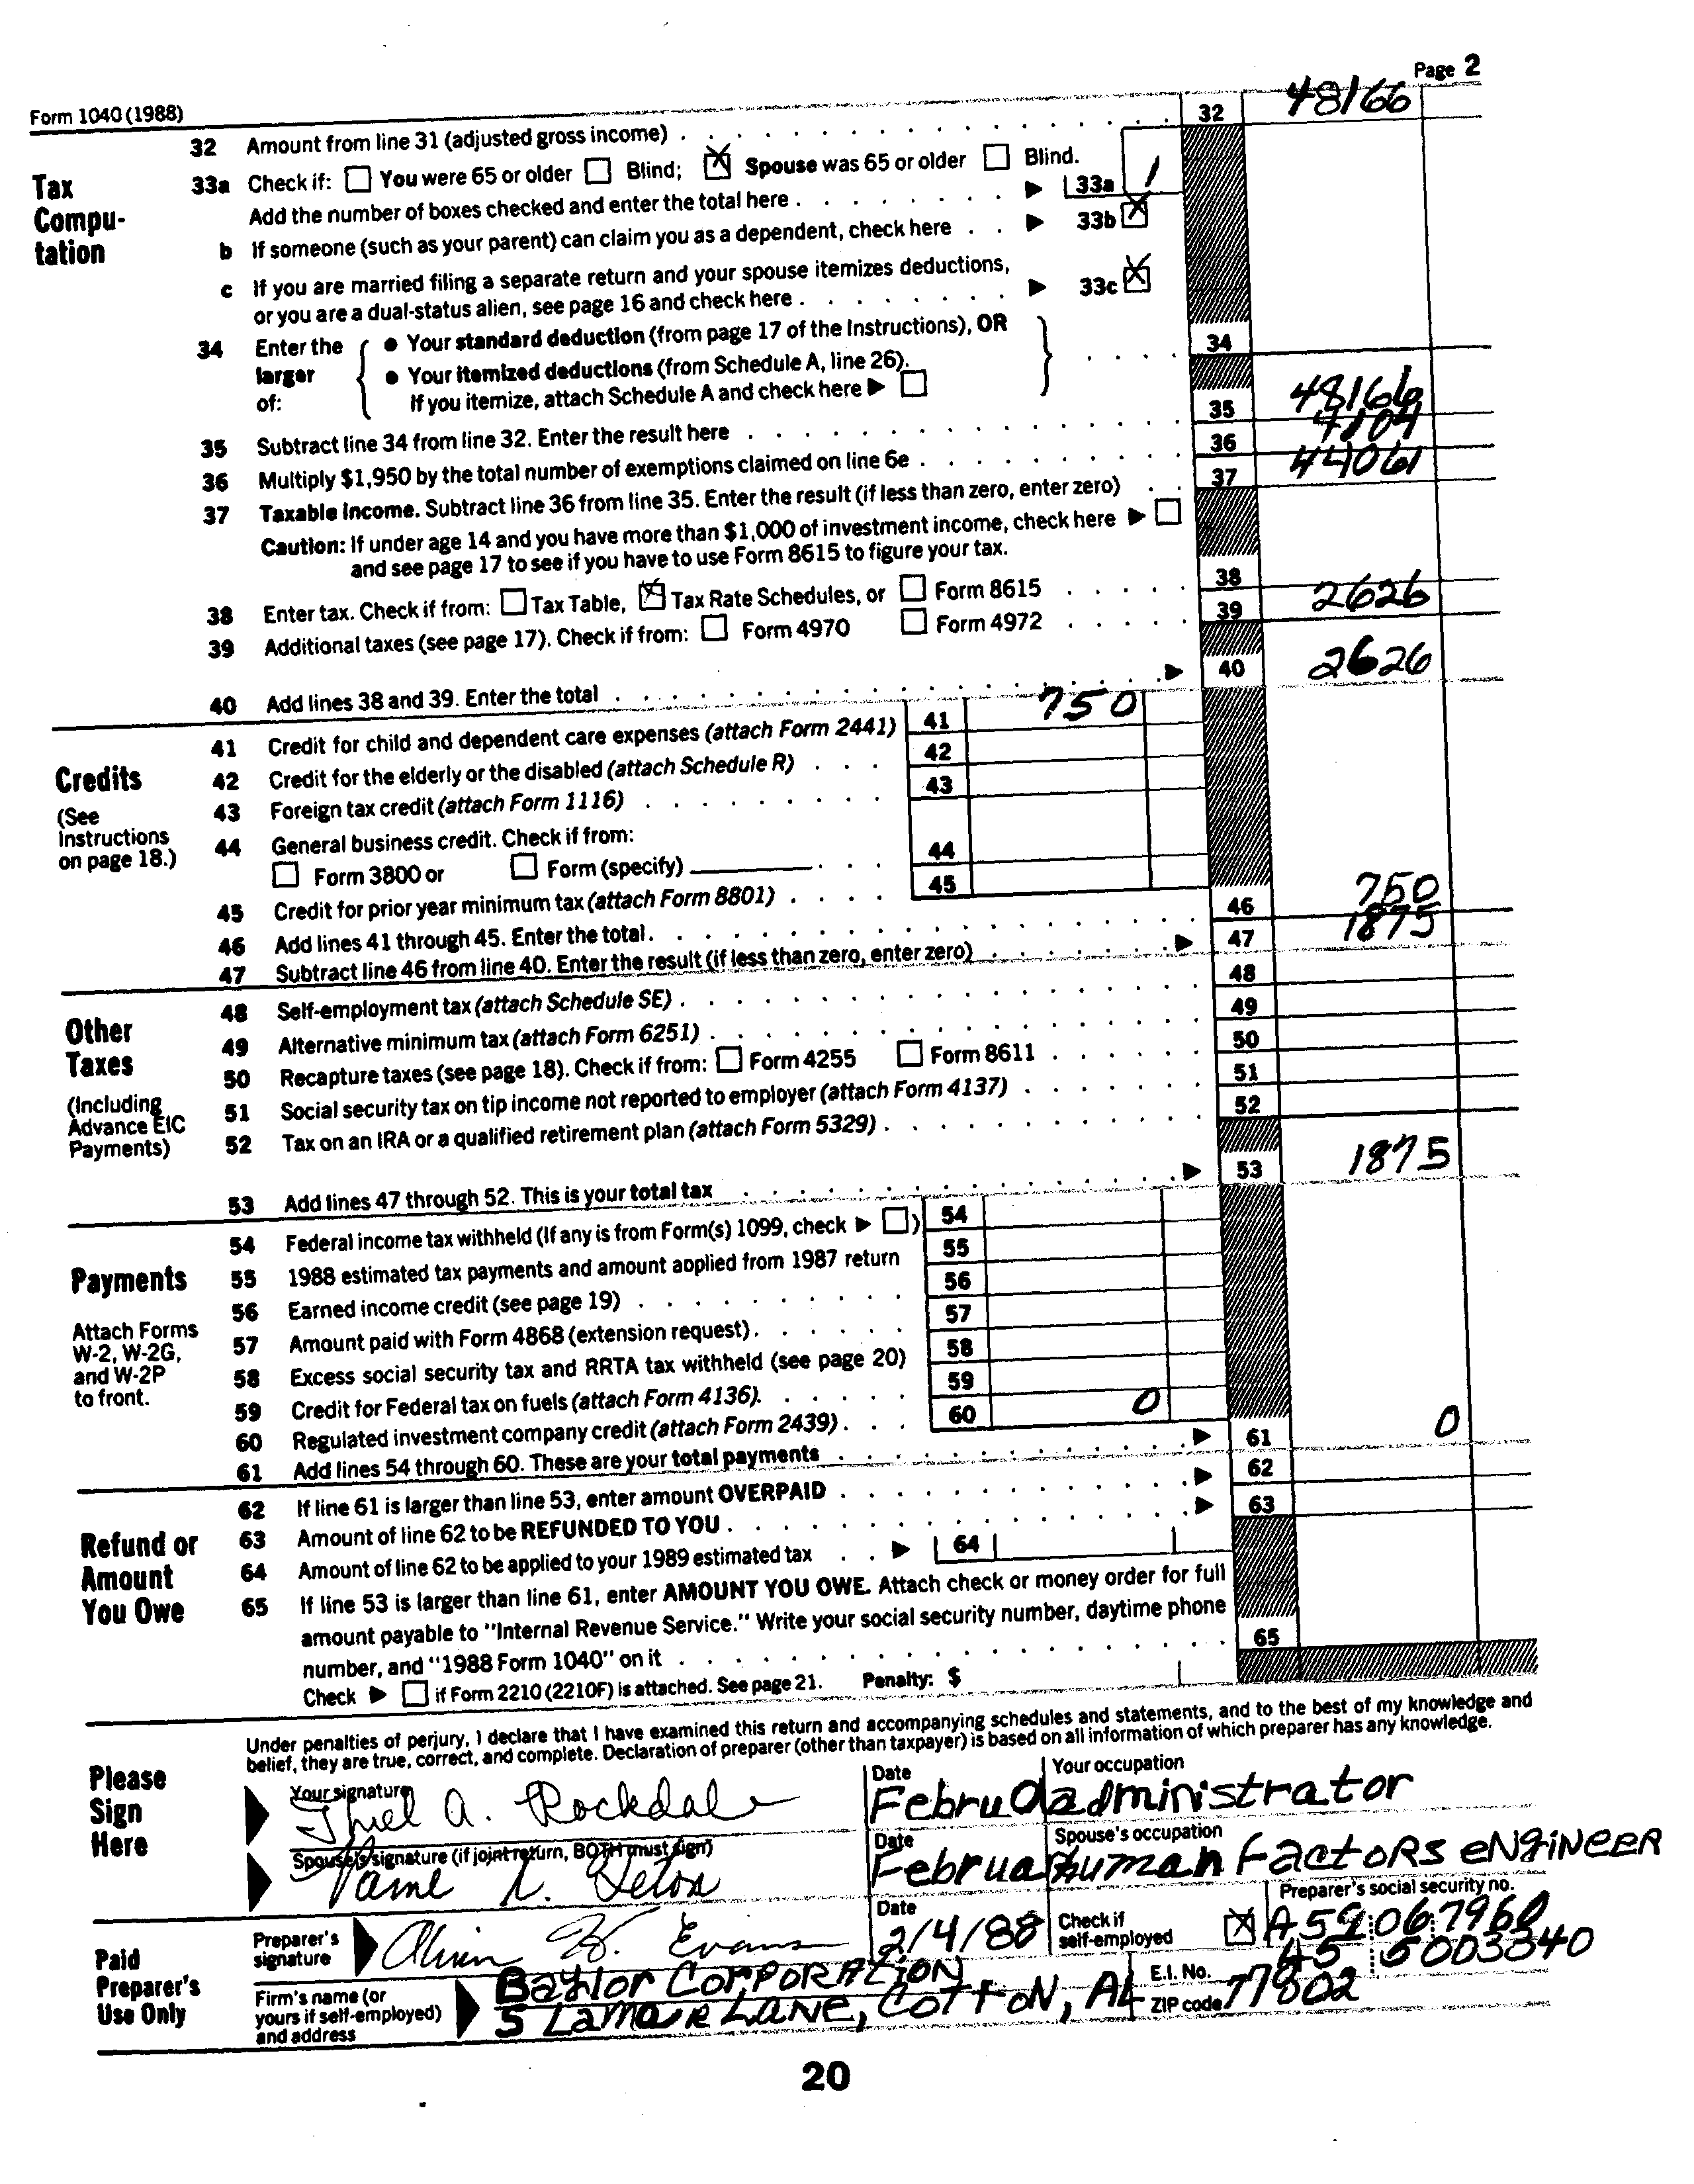 Form 1040 (1988)
Page 2
32 Amount from line 31 (adjusted gross income) 32 48166
Tax Compu-tation
33a Check if: You were 65 or older Blind; X Spouse was 65 or older Blind.
Add the number of boxes checked and enter the total here 33a 1
b If someone (such as your parent) can claim you as a dependent, check here 33b X
c If you are married filing a separate return and your spouse itemizes deductions,
or you are a dual-status alien, see page 16 and check here 33c X
34 Enter the larger of:
● Your standard deduction (from page 17 of the Instructions), OR 34
● Your itemized deductions (from Schedule A, line 26).
If you itemize, attach Schedule A and check here
35 Subtract line 34 from line 32. Enter the result here 35 48166
36 Multiply $1,950 by the total number of exemptions claimed on line 6e 36 4104
37 Taxable income. Subtract line 36 from line 35. Enter the result (if less than zero, enter zero) 37 44061
Caution: If under age 14 and you have more than $1,000 of investment income, check here
and see page 17 to see if you have to use Form 8615 to figure your tax.
38 Enter tax. Check if from: Tax Table, X Tax Rate Schedules, or Form 8615 38 2626
39 Additional taxes (see page 17). Check if from: Form 4970 Form 4972 39
40 Add lines 38 and 39. Enter the total 40 2626
Credits
(See Instructions on page 18.)
41 Credit for child and dependent care expenses (attach Form 2441) 41 750
42 Credit for the elderly or the disabled (attach Schedule R) 42
43 Foreign tax credit (attach Form 1116) 43
44 General business credit. Check if from:
Form 3800 or Form (specify) 44
45 Credit for prior year minimum tax (attach Form 8801) 45
46 Add lines 41 through 45. Enter the total 46 750
47 Subtract line 46 from line 40. Enter the result (if less than zero, enter zero) 47 1875
Other Taxes
(Including Advance EIC Payments)
48 Self-employment tax (attach Schedule SE) 48
49 Alternative minimum tax (attach Form 6251) 49
50 Recapture taxes (see page 18). Check if from: Form 4255 Form 8611 50
51 Social security tax on tip income not reported to employer (attach Form 4137) 51
52 Tax on an IRA or a qualified retirement plan (attach Form 5329) 52
53 Add lines 47 through 52. This is your total tax 53 1875
Payments
Attach Forms W-2, W-2G, and W-2P to front.
54 Federal income tax withheld (If any is from Form(s) 1099, check ) 54
55 1988 estimated tax payments and amount applied from 1987 return 55
56 Earned income credit (see page 19) 56
57 Amount paid with Form 4868 (extension request) 57
58 Excess social security tax and RRTA tax withheld (see page 20) 58
59 Credit for Federal tax on fuels (attach Form 4136) 59
60 Regulated investment company credit (attach Form 2439) 60 0
61 Add lines 54 through 60. These are your total payments 61 0
Refund or Amount You Owe
62 If line 61 is larger than line 53, enter amount OVERPAID 62
63 Amount of line 62 to be REFUNDED TO YOU 63
64 Amount of line 62 to be applied to your 1989 estimated tax 64
65 If line 53 is larger than line 61, enter AMOUNT YOU OWE. Attach check or money order for full
amount payable to "Internal Revenue Service." Write your social security number, daytime phone
number, and "1988 Form 1040" on it 65
Check if Form 2210 (2210F) is attached. See page 21. Penalty: $
Please Sign Here
Under penalties of perjury, I declare that I have examined this return and accompanying schedules and statements, and to the best of my knowledge and
belief, they are true, correct, and complete. Declaration of preparer (other than taxpayer) is based on all information of which preparer has any knowledge.
Your signature Date Your occupation
A. Rockdale Februadministrator
Spouse's signature (if joint return, BOTH must sign) Date Spouse's occupation
Februahuman Factors eNgiNeeR
Paid Preparer's Use Only
Preparer's signature Date Check if self-employed X Preparer's social security no.
W. Evans 2/4/88 A59067960
Firm's name (or yours if self-employed) and address
Baylor CORPORATION E.I. No. A5 5003840
5 Lamar LANE, CoTToN, AL ZIP code 77802
20